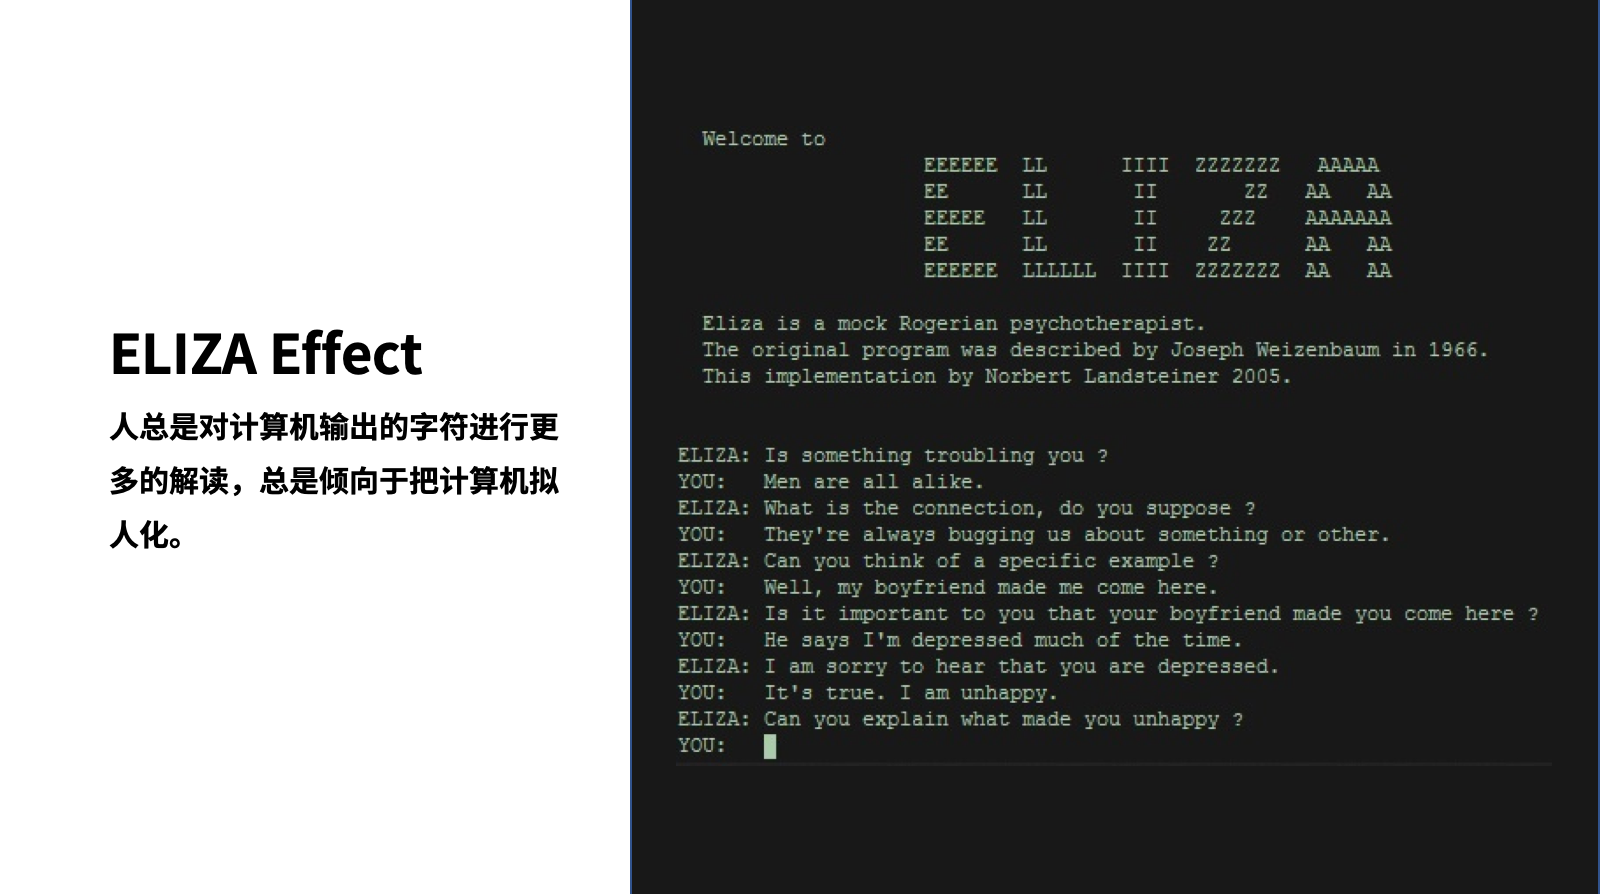 ELIZA Effect
人总是对计算机输出的字符进行更
多的解读，总是倾向于把计算机拟
人化。
Welcome to
EEEEEE  LL      IIII  ZZZZZZZ   AAAAA
EE      LL       II       ZZ   AA   AA
EEEEE   LL       II     ZZZ    AAAAAAA
EE      LL       II    ZZ      AA   AA
EEEEEE  LLLLLL  IIII  ZZZZZZZ  AA   AA
Eliza is a mock Rogerian psychotherapist.
The original program was described by Joseph Weizenbaum in 1966.
This implementation by Norbert Landsteiner 2005.
ELIZA: Is something troubling you ?
YOU:   Men are all alike.
ELIZA: What is the connection, do you suppose ?
YOU:   They're always bugging us about something or other.
ELIZA: Can you think of a specific example ?
YOU:   Well, my boyfriend made me come here.
ELIZA: Is it important to you that your boyfriend made you come here ?
YOU:   He says I'm depressed much of the time.
ELIZA: I am sorry to hear that you are depressed.
YOU:   It's true. I am unhappy.
ELIZA: Can you explain what made you unhappy ?
YOU: